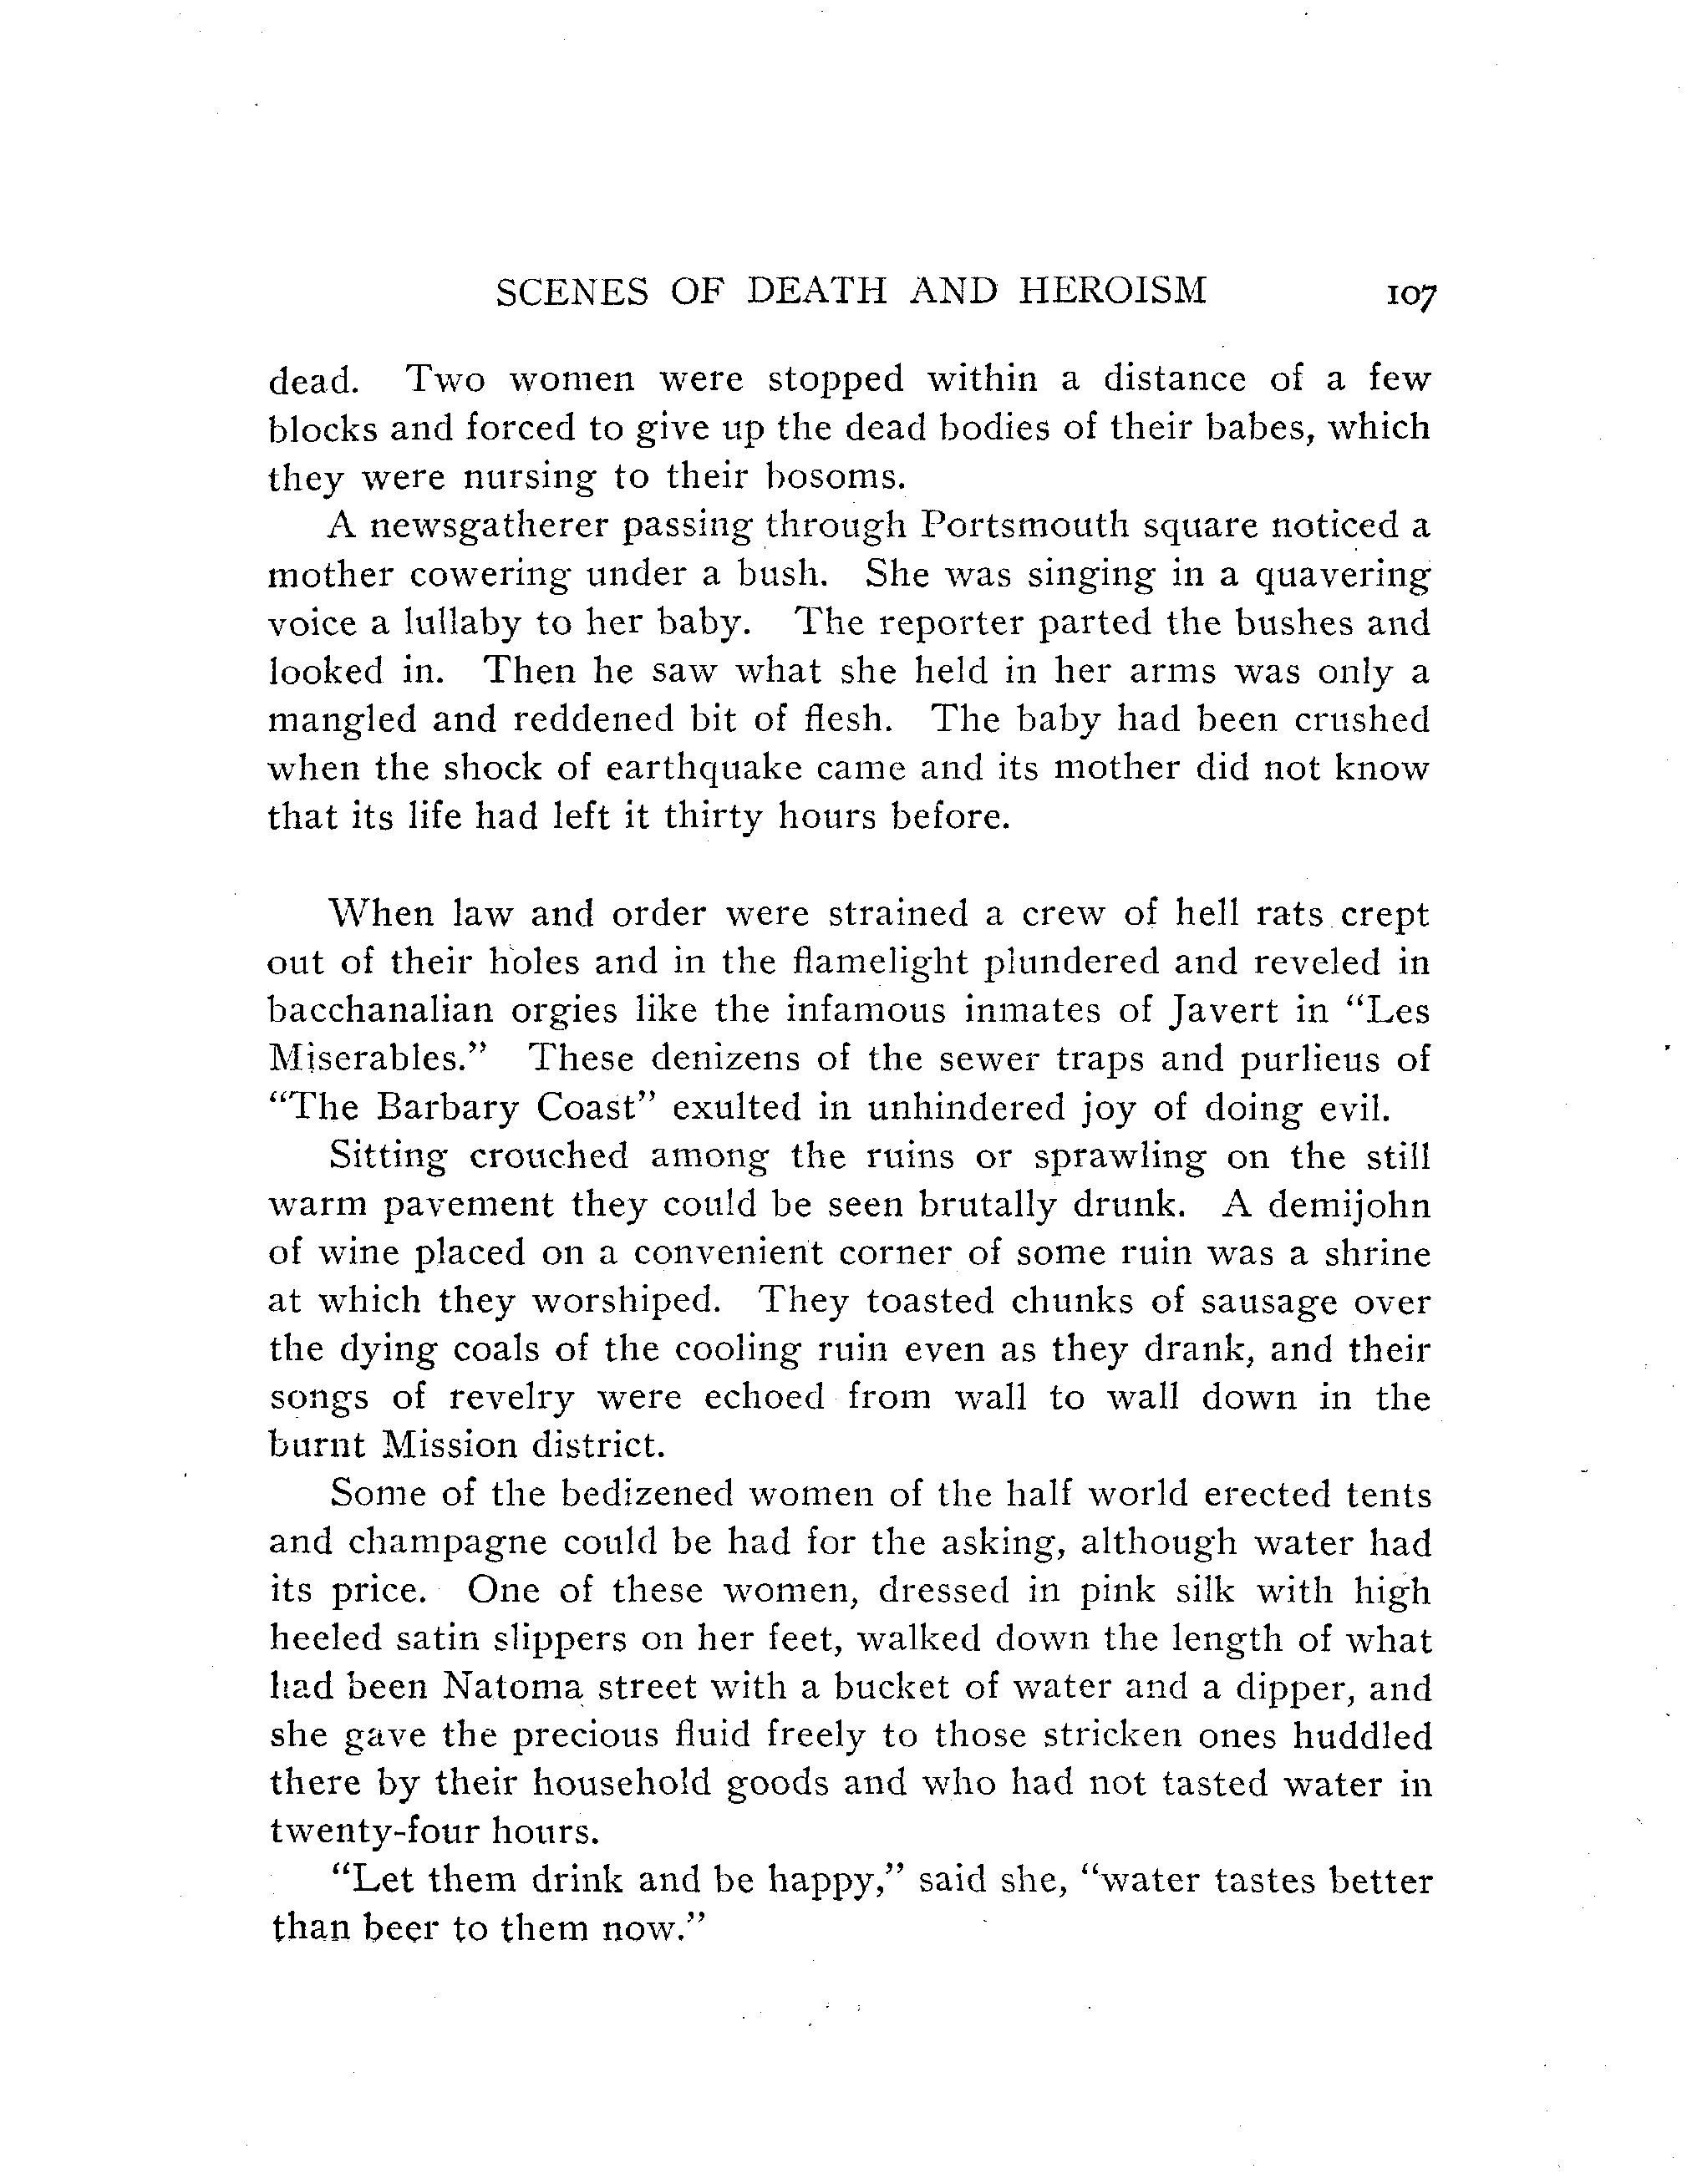 SCENES OF DEATH AND HEROISM 107
dead. Two women were stopped within a distance of a few
blocks and forced to give up the dead bodies of their babes, which
they were nursing to their bosoms.
A newsgatherer passing through Portsmouth square noticed a
mother cowering under a bush. She was singing in a quavering
voice a lullaby to her baby. The reporter parted the bushes and
looked in. Then he saw what she held in her arms was only a
mangled and reddened bit of flesh. The baby had been crushed
when the shock of earthquake came and its mother did not know
that its life had left it thirty hours before.
When law and order were strained a crew of hell rats crept
out of their holes and in the flamelight plundered and reveled in
bacchanalian orgies like the infamous inmates of Javert in “Les
Miserables.” These denizens of the sewer traps and purlieus of
“The Barbary Coast” exulted in unhindered joy of doing evil.
Sitting crouched among the ruins or sprawling on the still
warm pavement they could be seen brutally drunk. A demijohn
of wine placed on a convenient corner of some ruin was a shrine
at which they worshiped. They toasted chunks of sausage over
the dying coals of the cooling ruin even as they drank, and their
songs of revelry were echoed from wall to wall down in the
burnt Mission district.
Some of the bedizened women of the half world erected tents
and champagne could be had for the asking, although water had
its price. One of these women, dressed in pink silk with high
heeled satin slippers on her feet, walked down the length of what
had been Natoma street with a bucket of water and a dipper, and
she gave the precious fluid freely to those stricken ones huddled
there by their household goods and who had not tasted water in
twenty-four hours.
“Let them drink and be happy,” said she, “water tastes better
than beer to them now.”